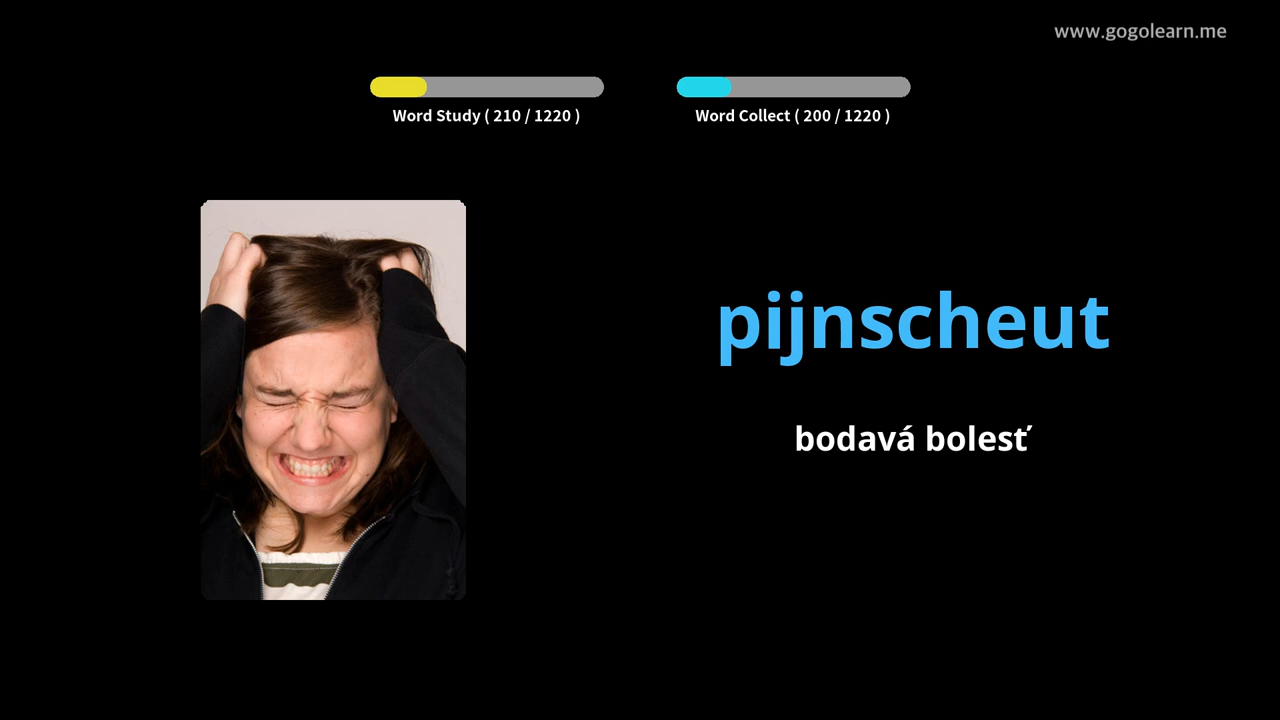 www.gogolearn.me
Word Study ( 210 / 1220 )
Word Collect ( 200 / 1220 )
pijnscheut
bodavá bolesť